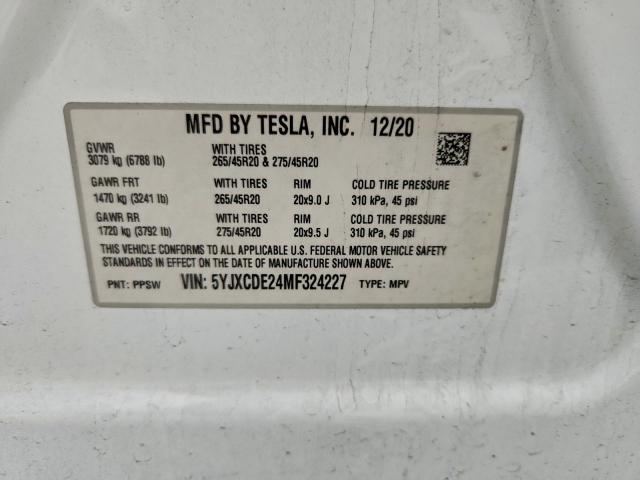 MFD BY TESLA, INC. 12/20
GVWR WITH TIRES
3079 kg (6788 lb) 265/45R20 & 275/45R20
GAWR FRT WITH TIRES RIM COLD TIRE PRESSURE
1470 kg (3241 lb) 265/45R20 20x9.0 J 310 kPa, 45 psi
GAWR RR WITH TIRES RIM COLD TIRE PRESSURE
1720 kg (3792 lb) 275/45R20 20x9.5 J 310 kPa, 45 psi
THIS VEHICLE CONFORMS TO ALL APPLICABLE U.S. FEDERAL MOTOR VEHICLE SAFETY
STANDARDS IN EFFECT ON THE DATE OF MANUFACTURE SHOWN ABOVE.
PNT: PPSW VIN: 5YJXCDE24MF324227 TYPE: MPV